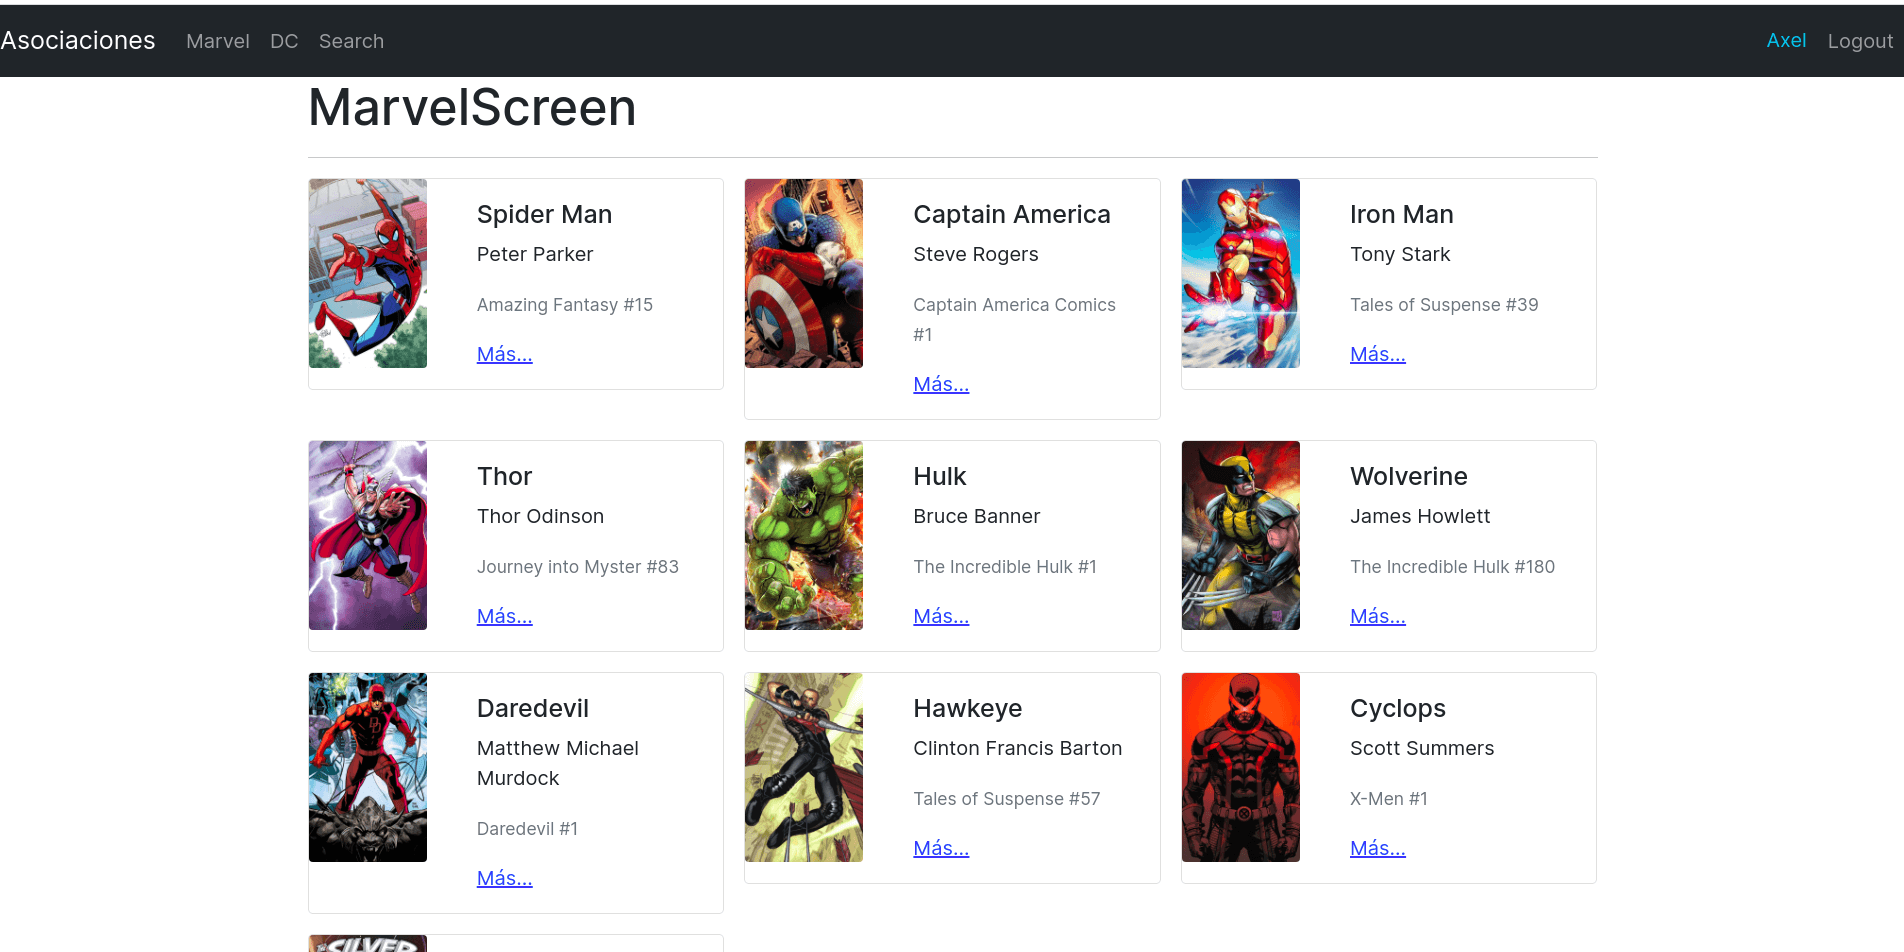 Asociaciones Marvel DC Search Axel Logout
MarvelScreen
Spider Man
Peter Parker
Amazing Fantasy #15
Más...
Captain America
Steve Rogers
Captain America Comics
#1
Más...
Iron Man
Tony Stark
Tales of Suspense #39
Más...
Thor
Thor Odinson
Journey into Myster #83
Más...
Hulk
Bruce Banner
The Incredible Hulk #1
Más...
Wolverine
James Howlett
The Incredible Hulk #180
Más...
Daredevil
Matthew Michael
Murdock
Daredevil #1
Más...
Hawkeye
Clinton Francis Barton
Tales of Suspense #57
Más...
Cyclops
Scott Summers
X-Men #1
Más...
SILVER